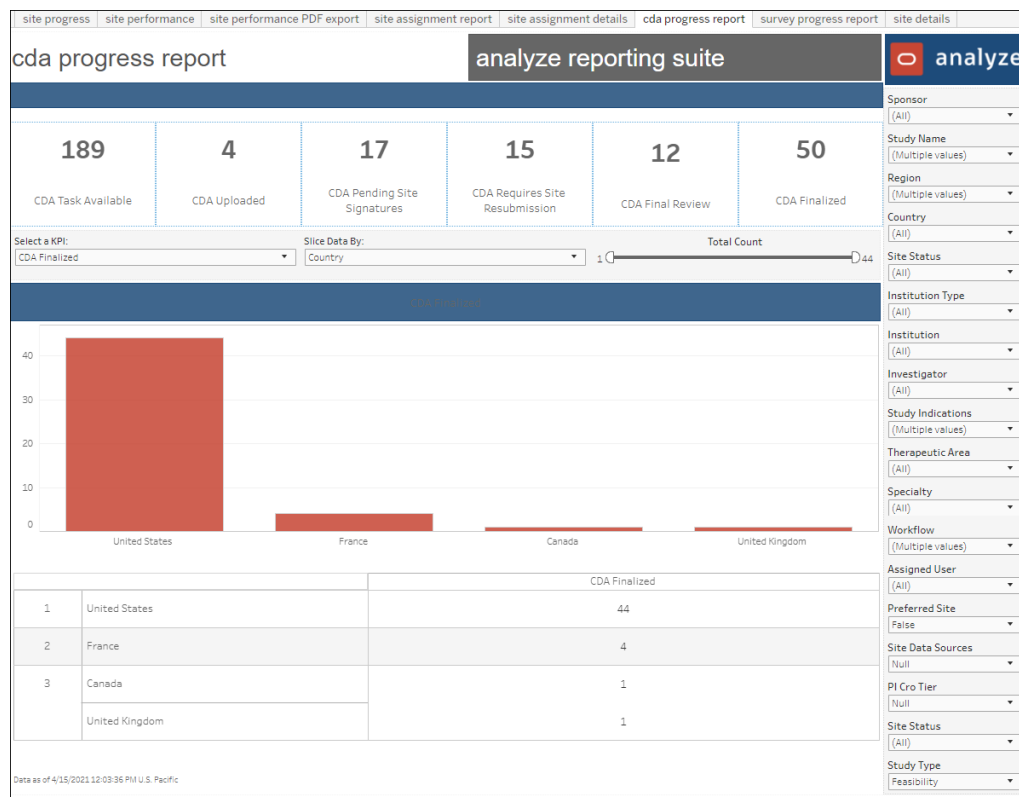 site progress site performance site performance PDF export site assignment report site assignment details cda progress report survey progress report site details
cda progress report
analyze reporting suite
analyze
189
4
17
15
12
50
CDA Task Available
CDA Uploaded
CDA Pending Site
Signatures
CDA Requires Site
Resubmission
CDA Final Review
CDA Finalized
Select a KPI:
CDA Finalized
Slice Data By:
Country
Total Count
1
44
CDA Finalized
40
30
20
10
0
United States
France
Canada
United Kingdom
CDA Finalized
1 United States 44
2 France 4
3 Canada 1
United Kingdom 1
Data as of 4/15/2021 12:03:36 PM U.S. Pacific
Sponsor
(All)
Study Name
(Multiple values)
Region
(Multiple values)
Country
(All)
Site Status
(All)
Institution Type
(All)
Institution
(All)
Investigator
(All)
Study Indications
(Multiple values)
Therapeutic Area
(All)
Specialty
(All)
Workflow
(Multiple values)
Assigned User
(All)
Preferred Site
False
Site Data Sources
Null
PI Cro Tier
Null
Site Status
(All)
Study Type
Feasibility